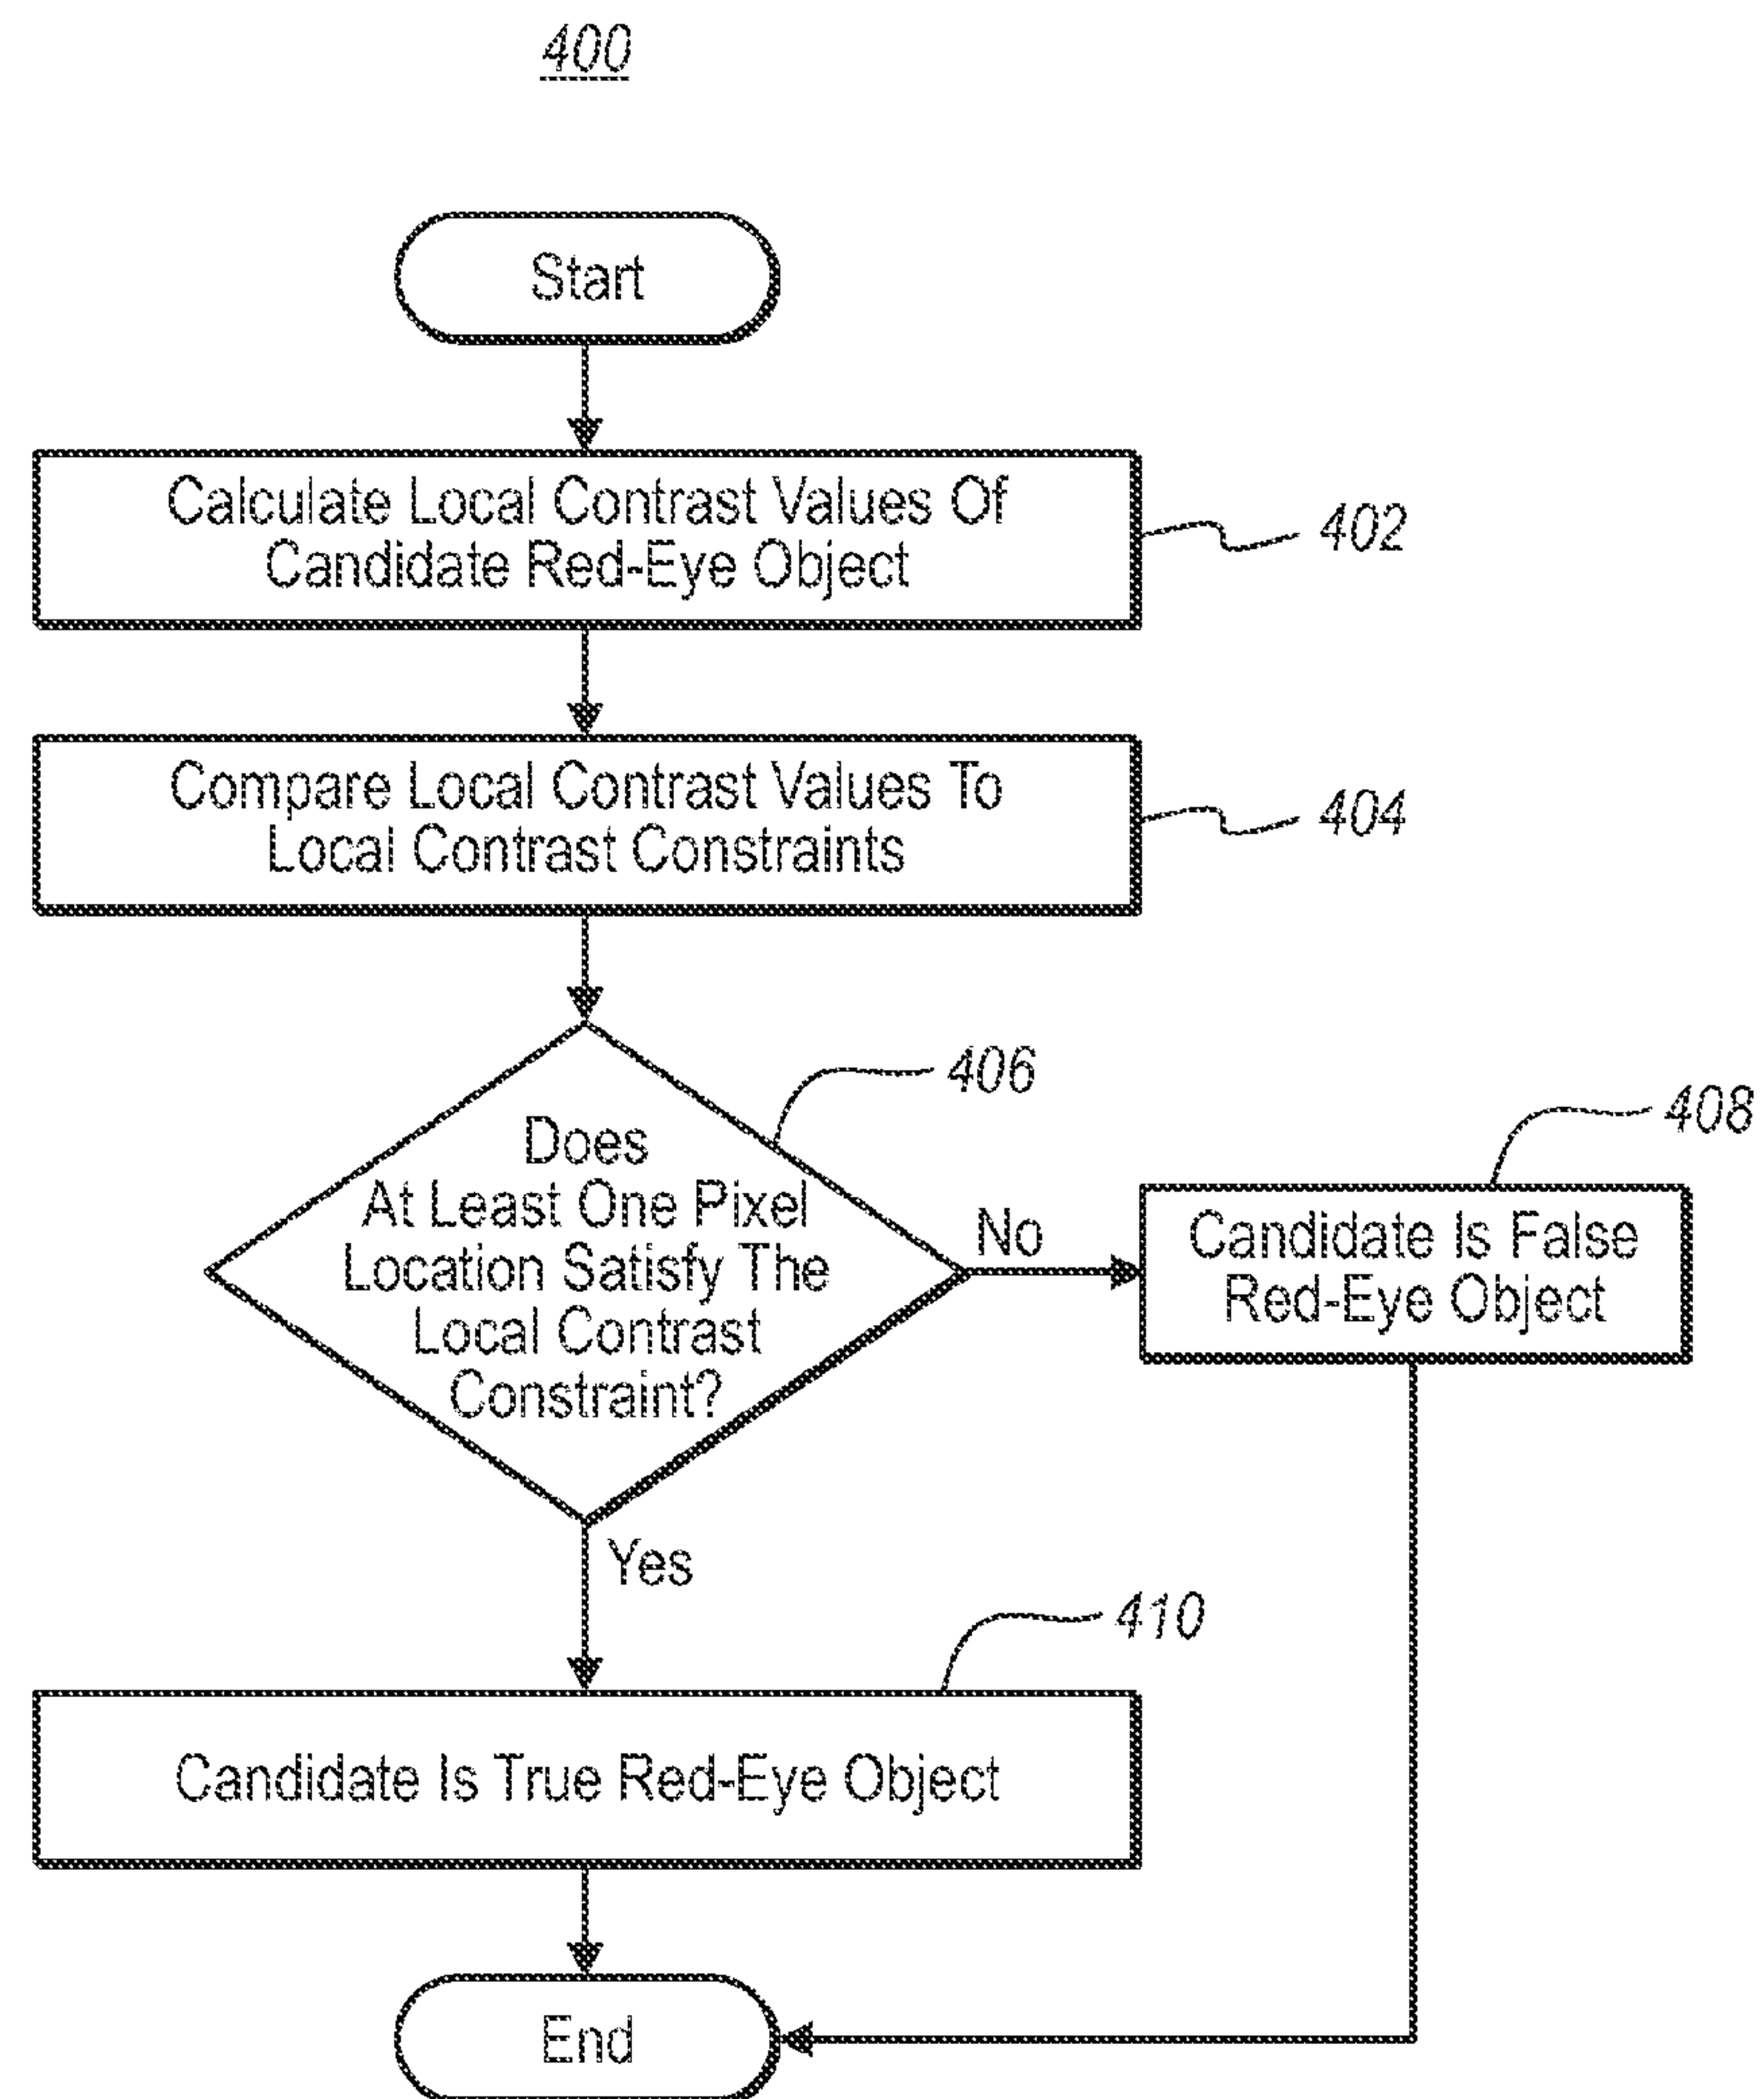 400
Start
Calculate Local Contrast Values Of
Candidate Red-Eye Object
402
Compare Local Contrast Values To
Local Contrast Constraints
404
406
Does
At Least One Pixel
Location Satisfy The
Local Contrast
Constraint?
No
408
Candidate Is False
Red-Eye Object
Yes
410
Candidate Is True Red-Eye Object
End